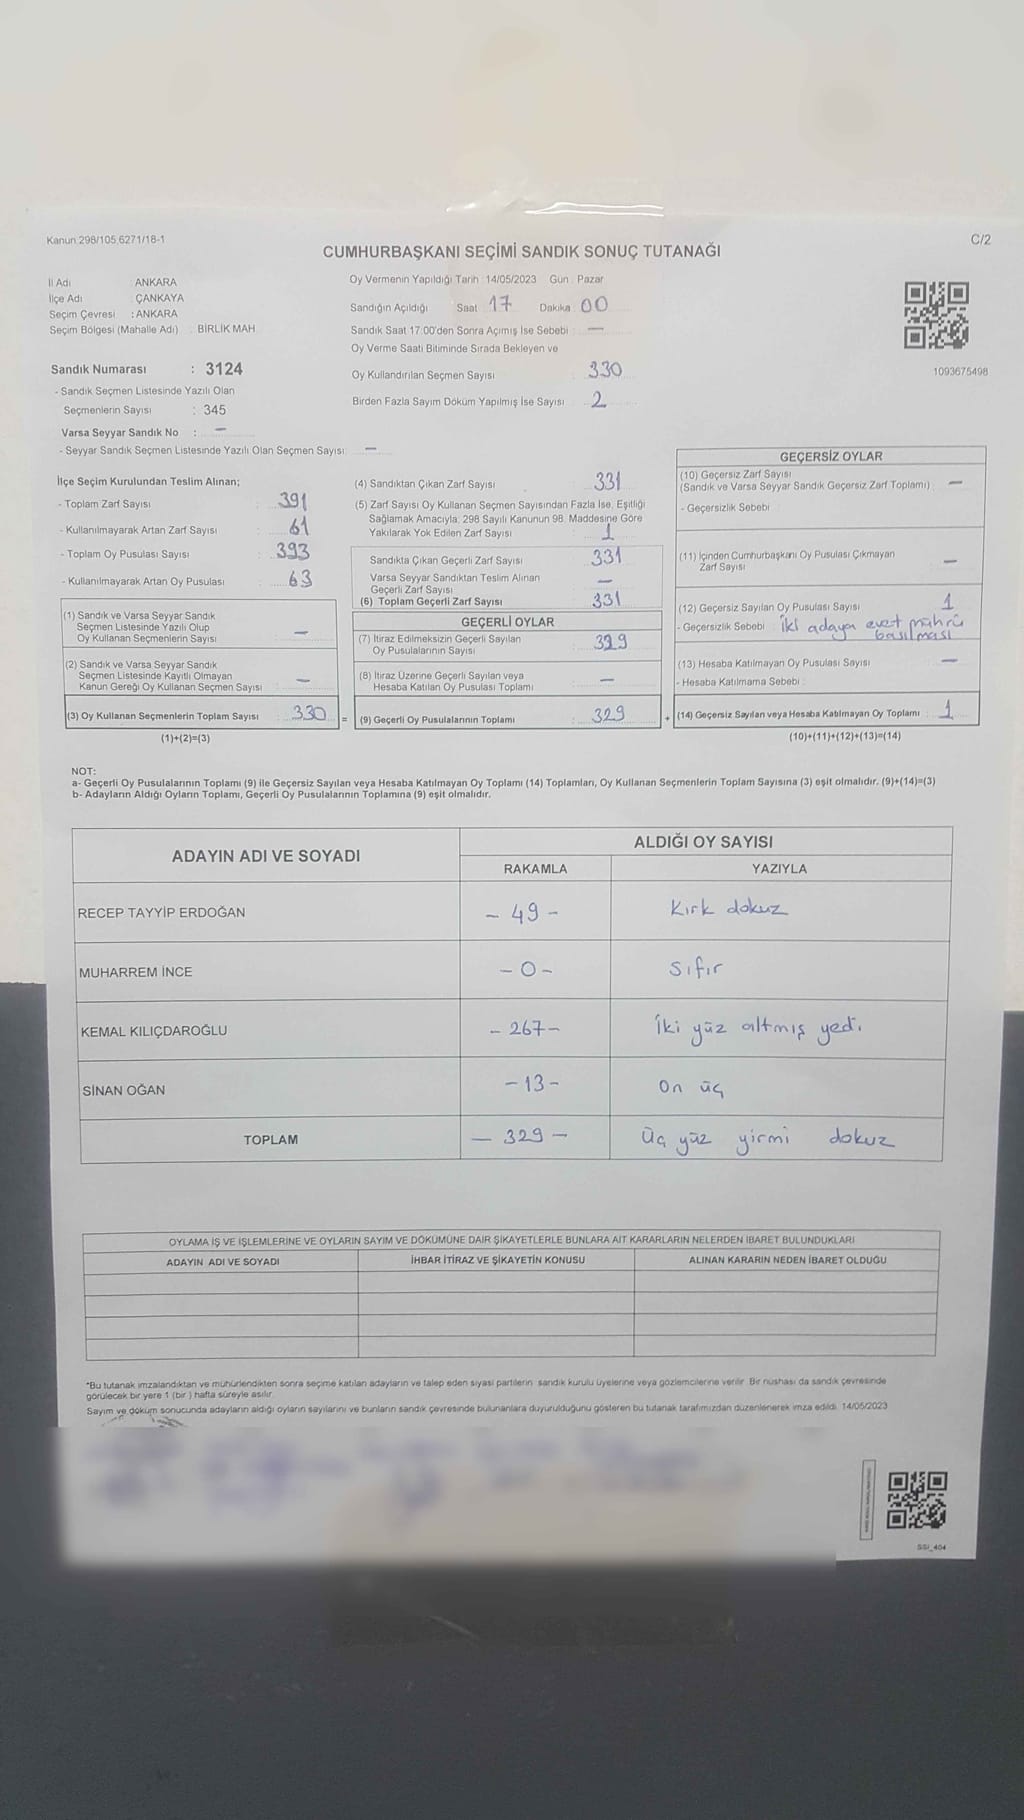 Kanun:298/105,6271/18-1
C/2
CUMHURBAŞKANI SEÇİMİ SANDIK SONUÇ TUTANAĞI
İl Adı : ANKARA
İlçe Adı : ÇANKAYA
Seçim Çevresi : ANKARA
Seçim Bölgesi (Mahalle Adı) : BİRLİK MAH.
Sandık Numarası : 3124
- Sandık Seçmen Listesinde Yazılı Olan
Seçmenlerin Sayısı : 345
Varsa Seyyar Sandık No : —
- Seyyar Sandık Seçmen Listesinde Yazılı Olan Seçmen Sayısı: —
Oy Vermenin Yapıldığı Tarih : 14/05/2023 Gün : Pazar
Sandığın Açıldığı Saat 17 Dakika 00
Sandık Saat 17:00'den Sonra Açımış İse Sebebi : —
Oy Verme Saati Bitiminde Sırada Bekleyen ve
Oy Kullandırılan Seçmen Sayısı : 330
Birden Fazla Sayım Döküm Yapılmış İse Sayısı : 2
1093675498
İlçe Seçim Kurulundan Teslim Alınan;
- Toplam Zarf Sayısı : 391
- Kullanılmayarak Artan Zarf Sayısı : 61
- Toplam Oy Pusulası Sayısı : 393
- Kullanılmayarak Artan Oy Pusulası : 63
(1) Sandık ve Varsa Seyyar Sandık
Seçmen Listesinde Yazılı Olup
Oy Kullanan Seçmenlerin Sayısı : —
(2) Sandık ve Varsa Seyyar Sandık
Seçmen Listesinde Kayıtlı Olmayan
Kanun Gereği Oy Kullanan Seçmen Sayısı : —
(3) Oy Kullanan Seçmenlerin Toplam Sayısı : 330 =
(1)+(2)=(3)
(4) Sandıktan Çıkan Zarf Sayısı : 331
(5) Zarf Sayısı Oy Kullanan Seçmen Sayısından Fazla İse, Eşitliği
Sağlamak Amacıyla; 298 Sayılı Kanunun 98. Maddesine Göre
Yakılarak Yok Edilen Zarf Sayısı : 1
Sandıkta Çıkan Geçerli Zarf Sayısı : 331
Varsa Seyyar Sandıktan Teslim Alınan
Geçerli Zarf Sayısı : —
(6) Toplam Geçerli Zarf Sayısı : 331
GEÇERLİ OYLAR
(7) İtiraz Edilmeksizin Geçerli Sayılan
Oy Pusulalarının Sayısı : 329
(8) İtiraz Üzerine Geçerli Sayılan veya
Hesaba Katılan Oy Pusulası Toplamı : —
(9) Geçerli Oy Pusulalarının Toplamı : 329 +
GEÇERSİZ OYLAR
(10) Geçersiz Zarf Sayısı
(Sandık ve Varsa Seyyar Sandık Geçersiz Zarf Toplamı) : —
- Geçersizlik Sebebi :
(11) İçinden Cumhurbaşkanı Oy Pusulası Çıkmayan
Zarf Sayısı : —
(12) Geçersiz Sayılan Oy Pusulası Sayısı : 1
- Geçersizlik Sebebi : İki adaya evet mührü
basılması
(13) Hesaba Katılmayan Oy Pusulası Sayısı : —
- Hesaba Katılmama Sebebi :
(14) Geçersiz Sayılan veya Hesaba Katılmayan Oy Toplamı : 1
(10)+(11)+(12)+(13)=(14)
NOT:
a- Geçerli Oy Pusulalarının Toplamı (9) ile Geçersiz Sayılan veya Hesaba Katılmayan Oy Toplamı (14) Toplamları, Oy Kullanan Seçmenlerin Toplam Sayısına (3) eşit olmalıdır. (9)+(14)=(3)
b- Adayların Aldığı Oyların Toplamı, Geçerli Oy Pusulalarının Toplamına (9) eşit olmalıdır.
ADAYIN ADI VE SOYADI
ALDIĞI OY SAYISI
RAKAMLA YAZIYLA
RECEP TAYYİP ERDOĞAN - 49 - Kırk dokuz
MUHARREM İNCE - 0 - sıfır
KEMAL KILIÇDAROĞLU - 267 - İki yüz altmış yedi
SİNAN OĞAN - 13 - On üç
TOPLAM - 329 - Üç yüz yirmi dokuz
OYLAMA İŞ VE İŞLEMLERİNE VE OYLARIN SAYIM VE DÖKÜMÜNE DAİR ŞİKAYETLERLE BUNLARA AİT KARARLARIN NELERDEN İBARET BULUNDUKLARI
ADAYIN ADI VE SOYADI İHBAR İTİRAZ VE ŞİKAYETİN KONUSU ALINAN KARARIN NEDEN İBARET OLDUĞU
*Bu tutanak imzalandıktan ve mühürlendikten sonra seçime katılan adayların ve talep eden siyasi partilerin sandık kurulu üyelerine veya gözlemcilerine verilir. Bir nüshası da sandık çevresinde
görülecek bir yere 1 (bir ) hafta süreyle asılır.
Sayım ve döküm sonucunda adayların aldığı oyların sayılarını ve bunların sandık çevresinde bulunanlara duyurulduğunu gösteren bu tutanak tarafımızdan düzenlenerek imza edildi. 14/05/2023
SSİ_404